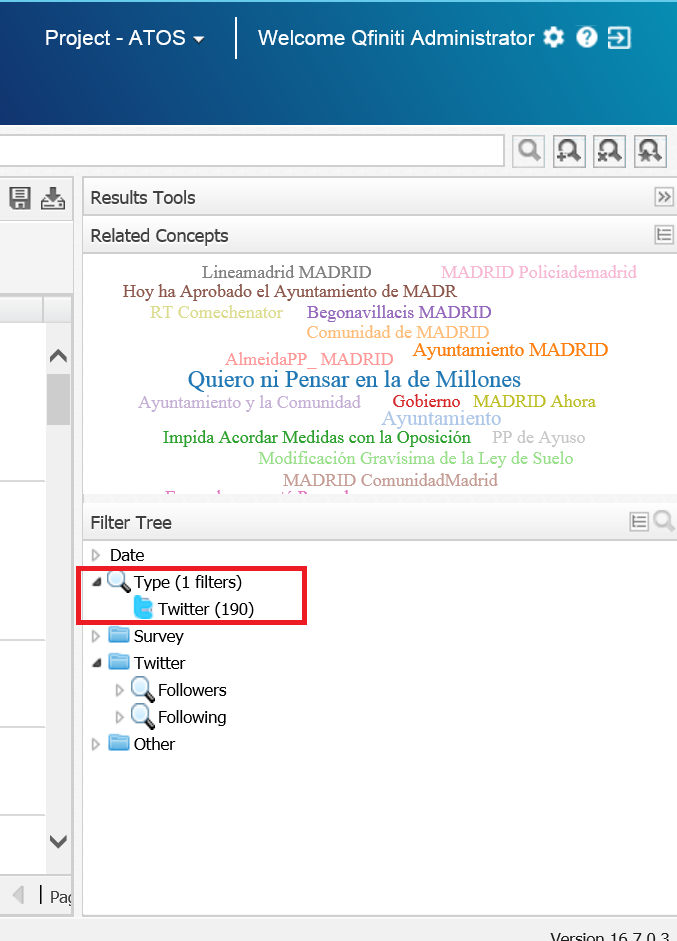 Project - ATOS
Welcome Qfiniti Administrator
Results Tools
Related Concepts
Lineamadrid MADRID
MADRID Policiademadrid
Hoy ha Aprobado el Ayuntamiento de MADR
RT Comechenator
Begonavillacis MADRID
Comunidad de MADRID
AlmeidaPP_ MADRID
Ayuntamiento MADRID
Quiero ni Pensar en la de Millones
Ayuntamiento y la Comunidad
Gobierno
MADRID Ahora
Ayuntamiento
Impida Acordar Medidas con la Oposición
PP de Ayuso
Modificación Gravísima de la Ley de Suelo
MADRID ComunidadMadrid
Filter Tree
Date
Type (1 filters)
Twitter (190)
Survey
Twitter
Followers
Following
Other
Pag
Version 16.7.0.3